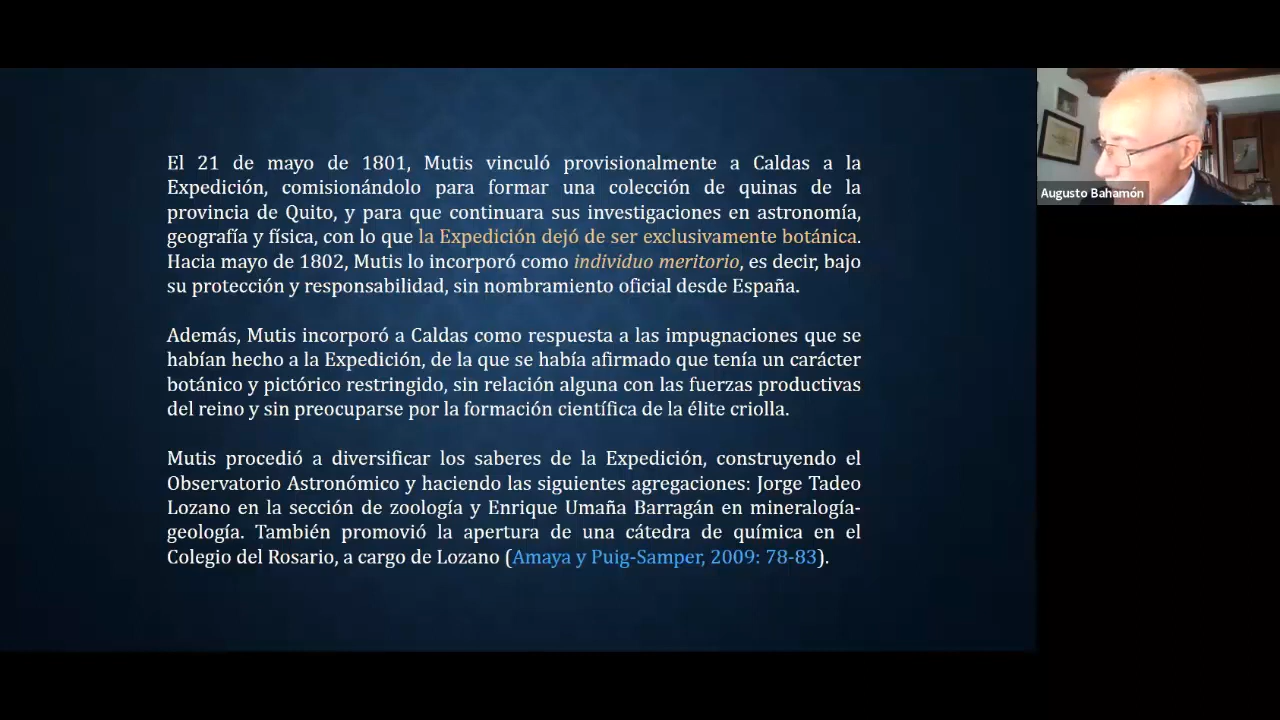 El 21 de mayo de 1801, Mutis vinculó provisionalmente a Caldas a la
Expedición, comisionándolo para formar una colección de quinas de la
provincia de Quito, y para que continuara sus investigaciones en astronomía,
geografía y física, con lo que la Expedición dejó de ser exclusivamente botánica.
Hacia mayo de 1802, Mutis lo incorporó como individuo meritorio, es decir, bajo
su protección y responsabilidad, sin nombramiento oficial desde España.
Además, Mutis incorporó a Caldas como respuesta a las impugnaciones que se
habían hecho a la Expedición, de la que se había afirmado que tenía un carácter
botánico y pictórico restringido, sin relación alguna con las fuerzas productivas
del reino y sin preocuparse por la formación científica de la élite criolla.
Mutis procedió a diversificar los saberes de la Expedición, construyendo el
Observatorio Astronómico y haciendo las siguientes agregaciones: Jorge Tadeo
Lozano en la sección de zoología y Enrique Umaña Barragán en mineralogía-
geología. También promovió la apertura de una cátedra de química en el
Colegio del Rosario, a cargo de Lozano (Amaya y Puig-Samper, 2009: 78-83).
Augusto Bahamón